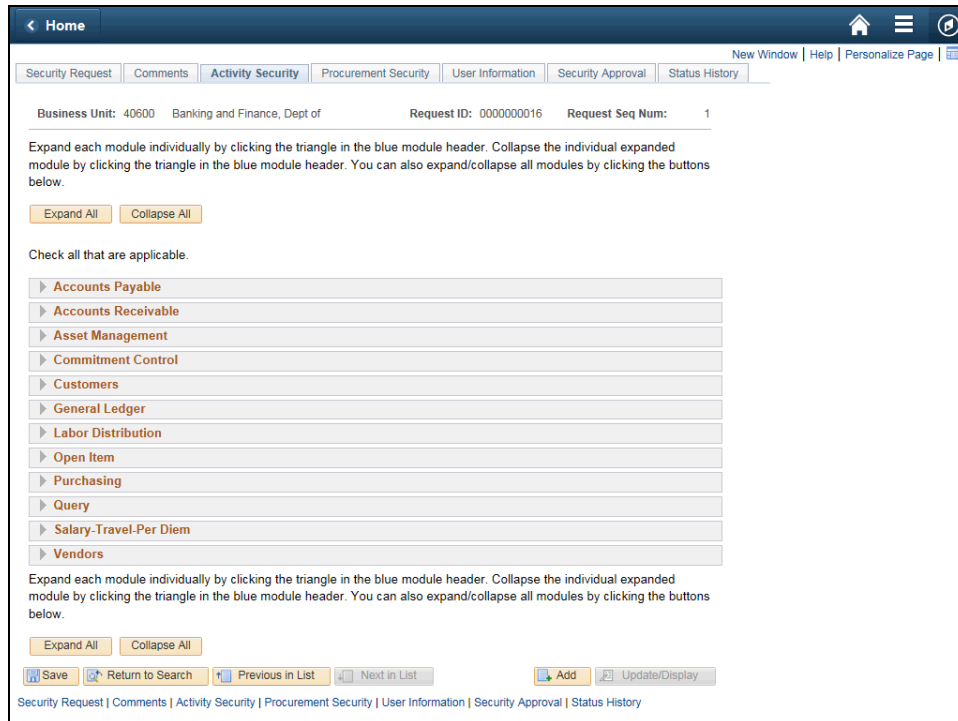 Home
New Window | Help | Personalize Page |
Security Request Comments Activity Security Procurement Security User Information Security Approval Status History
Business Unit: 40600 Banking and Finance, Dept of Request ID: 0000000016 Request Seq Num: 1
Expand each module individually by clicking the triangle in the blue module header. Collapse the individual expanded
module by clicking the triangle in the blue module header. You can also expand/collapse all modules by clicking the buttons
below.
Expand All Collapse All
Check all that are applicable.
Accounts Payable
Accounts Receivable
Asset Management
Commitment Control
Customers
General Ledger
Labor Distribution
Open Item
Purchasing
Query
Salary-Travel-Per Diem
Vendors
Expand each module individually by clicking the triangle in the blue module header. Collapse the individual expanded
module by clicking the triangle in the blue module header. You can also expand/collapse all modules by clicking the buttons
below.
Expand All Collapse All
Save Return to Search Previous in List Next in List Add Update/Display
Security Request | Comments | Activity Security | Procurement Security | User Information | Security Approval | Status History